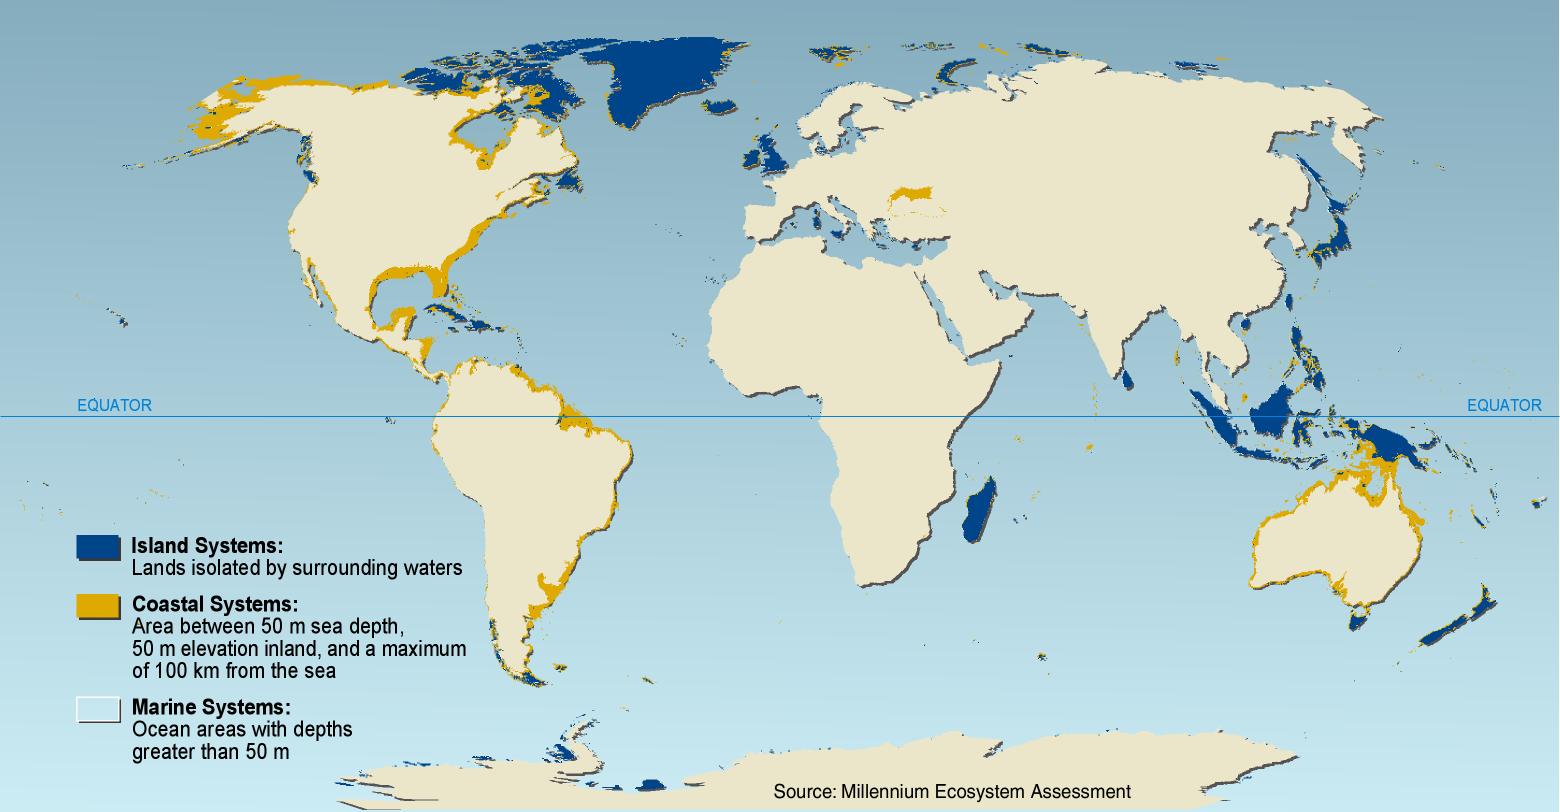 EQUATOR
EQUATOR
Island Systems:
Lands isolated by surrounding waters
Coastal Systems:
Area between 50 m sea depth,
50 m elevation inland, and a maximum
of 100 km from the sea
Marine Systems:
Ocean areas with depths
greater than 50 m
Source: Millennium Ecosystem Assessment